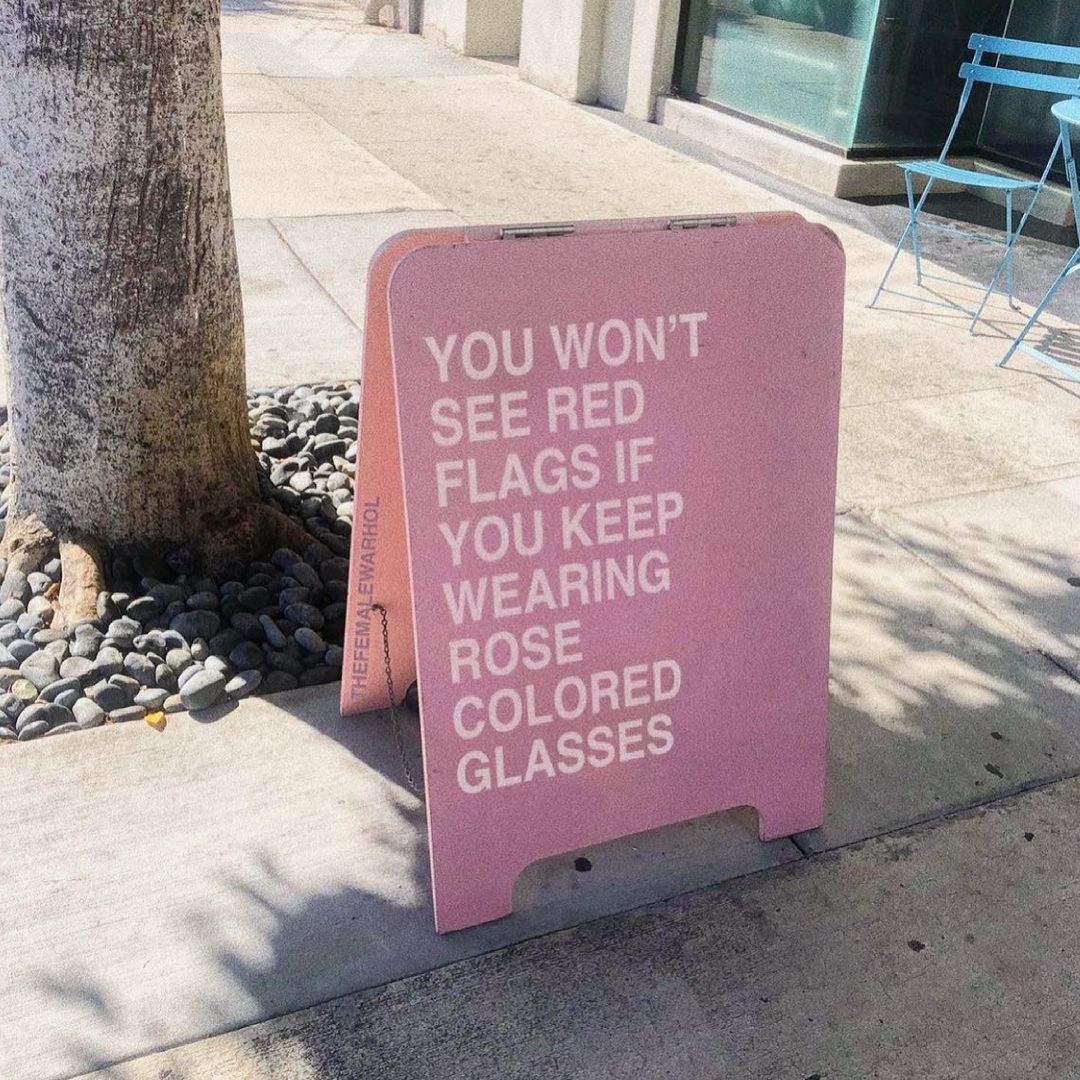 YOU WON'T
SEE RED
FLAGS IF
YOU KEEP
WEARING
ROSE
COLORED
GLASSES
THEFEMALEWARHOL